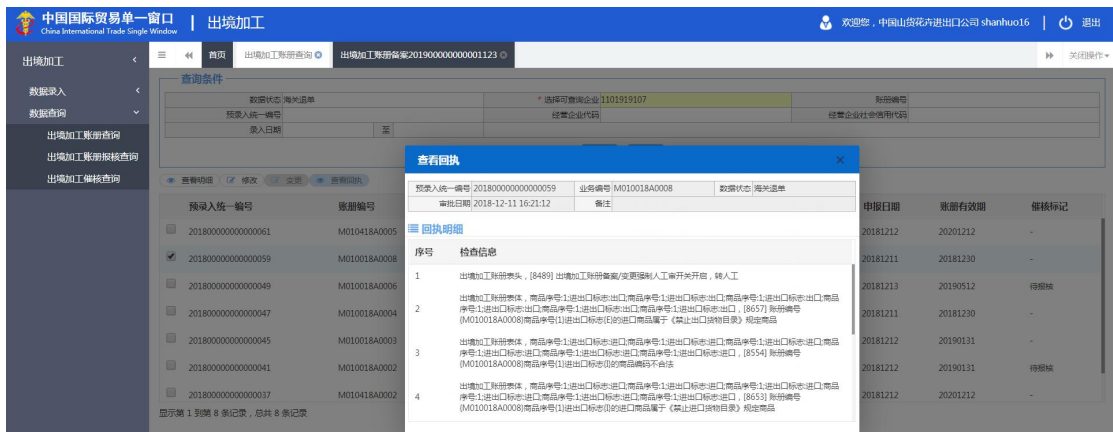 中国国际贸易单一窗口
China International Trade Single Window
出境加工
欢迎您，中国山货花卉进出口公司 shanhuo16
退出
出境加工
数据录入
数据查询
出境加工账册查询
出境加工账册报核查询
出境加工催核查询
首页
出境加工账册查询
出境加工账册备案201900000000001123
关闭操作
查询条件
数据状态 海关退单
* 选择可查询企业 1101919107
账册编号
预录入统一编号
经营企业代码
经营企业社会信用代码
录入日期
至
查看明细
修改
变更
查看回执
预录入统一编号 账册编号 申报日期 账册有效期 催核标记
201800000000000061 M010418A0005 20181212 20201212 -
201800000000000059 M010018A0008 20181211 20181230 -
201800000000000049 M010018A0006 20181213 20190512 待报核
201800000000000047 M010018A0004 20181211 20181230 -
201800000000000045 M010018A0003 20181212 20190131 -
201800000000000041 M010018A0002 20181212 20190131 待报核
201800000000000037 M010418A0002 20181212 20201212 -
显示第 1 到第 8 条记录，总共 8 条记录
查看回执
预录入统一编号 201800000000000059 业务编号 M010018A0008 数据状态 海关退单
审批日期 2018-12-11 16:21:12 备注
回执明细
序号 检查信息
1 出境加工账册表头，[8489] 出境加工账册备案/变更强制人工审开关开启，转人工
2 出境加工账册表体，商品序号:1;进出口标志:出口;商品序号:1;进出口标志:出口;商品序号:1;进出口标志:出口;商品
序号:1;进出口标志:出口;商品序号:1;进出口标志:出口;商品序号:1;进出口标志:出口，[8657] 账册编号
(M010018A0008)商品序号(1)进出口标志(E)的进口商品属于《禁止出口货物目录》规定商品
3 出境加工账册表体，商品序号:1;进出口标志:进口;商品序号:1;进出口标志:进口;商品序号:1;进出口标志:进口;商品
序号:1;进出口标志:进口;商品序号:1;进出口标志:进口;商品序号:1;进出口标志:进口，[8554] 账册编号
(M010018A0008)商品序号(1)进出口标志(I)的商品编码不合法
4 出境加工账册表体，商品序号:1;进出口标志:进口;商品序号:1;进出口标志:进口;商品序号:1;进出口标志:进口;商品
序号:1;进出口标志:进口;商品序号:1;进出口标志:进口;商品序号:1;进出口标志:进口，[8653] 账册编号
(M010018A0008)商品序号(1)进出口标志(I)的进口商品属于《禁止进口货物目录》规定商品